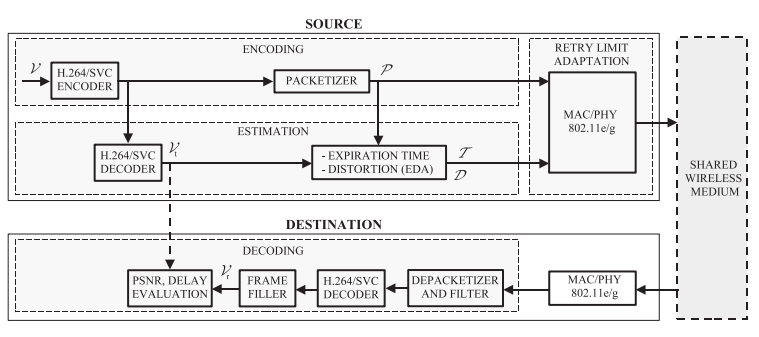 SOURCE
ENCODING
RETRY LIMIT
ADAPTATION
𝒱
H.264/SVC
ENCODER
PACKETIZER
𝒫
MAC/PHY
802.11e/g
ESTIMATION
H.264/SVC
DECODER
𝒱t
- EXPIRATION TIME
- DISTORTION (EDA)
𝒯
𝒟
SHARED
WIRELESS
MEDIUM
DESTINATION
DECODING
PSNR, DELAY
EVALUATION
𝒱r
FRAME
FILLER
H.264/SVC
DECODER
DEPACKETIZER
AND FILTER
MAC/PHY
802.11e/g